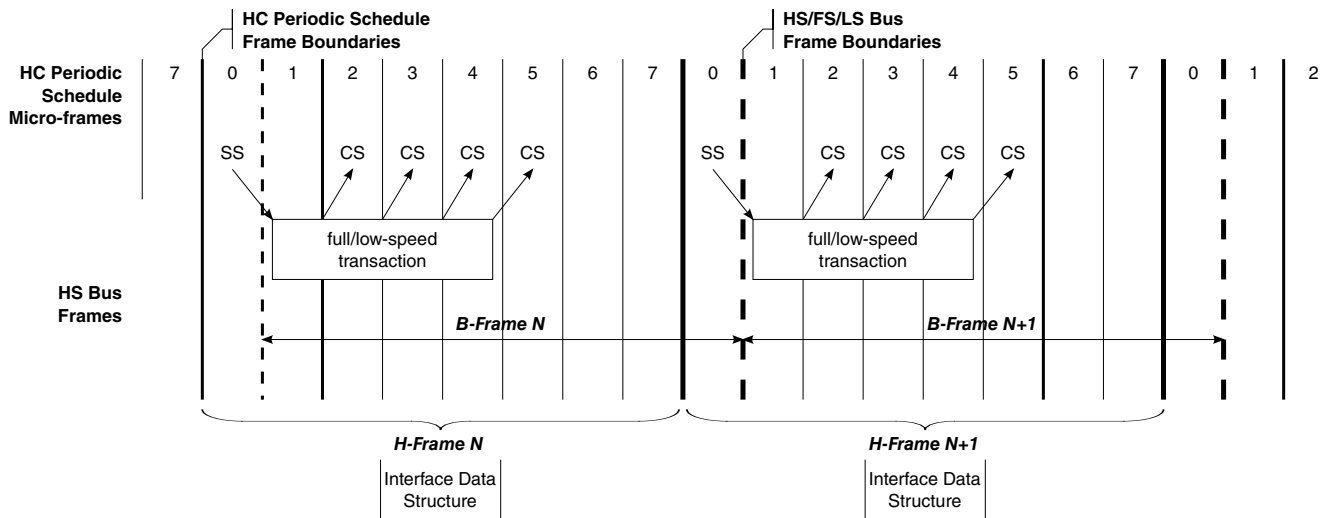 HC Periodic Schedule
Frame Boundaries
HS/FS/LS Bus
Frame Boundaries
HC Periodic
Schedule
Micro-frames
7 0 1 2 3 4 5 6 7 0 1 2 3 4 5 6 7 0 1 2
SS CS CS CS CS SS CS CS CS CS
full/low-speed
transaction
full/low-speed
transaction
HS Bus
Frames
B-Frame N
B-Frame N+1
H-Frame N
H-Frame N+1
Interface Data
Structure
Interface Data
Structure